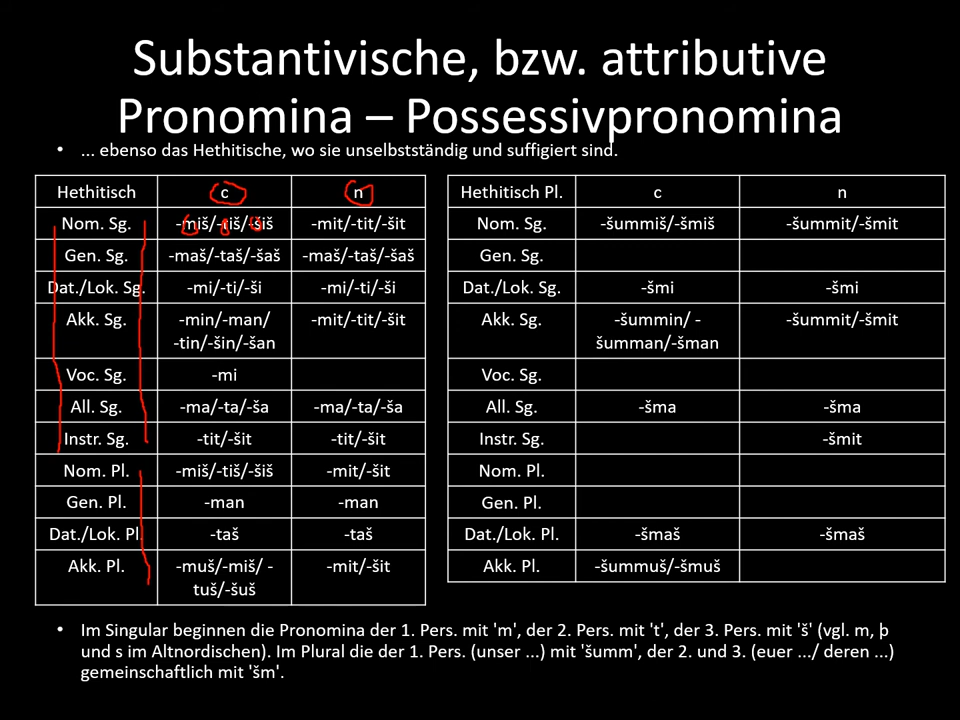 Substantivische, bzw. attributive
Pronomina – Possessivpronomina
• ... ebenso das Hethitische, wo sie unselbstständig und suffigiert sind.
Hethitisch c n
Nom. Sg. -miš/-tiš/-šiš -mit/-tit/-šit
Gen. Sg. -maš/-taš/-šaš -maš/-taš/-šaš
Dat./Lok. Sg. -mi/-ti/-ši -mi/-ti/-ši
Akk. Sg. -min/-man/ -mit/-tit/-šit
-tin/-šin/-šan
Voc. Sg. -mi
All. Sg. -ma/-ta/-ša -ma/-ta/-ša
Instr. Sg. -tit/-šit -tit/-šit
Nom. Pl. -miš/-tiš/-šiš -mit/-šit
Gen. Pl. -man -man
Dat./Lok. Pl. -taš -taš
Akk. Pl. -muš/-miš/ - -mit/-šit
tuš/-šuš
Hethitisch Pl. c n
Nom. Sg. -šummiš/-šmiš -šummit/-šmit
Gen. Sg.
Dat./Lok. Sg. -šmi -šmi
Akk. Sg. -šummin/ - -šummit/-šmit
šumman/-šman
Voc. Sg.
All. Sg. -šma -šma
Instr. Sg. -šmit
Nom. Pl.
Gen. Pl.
Dat./Lok. Pl. -šmaš -šmaš
Akk. Pl. -šummuš/-šmuš
• Im Singular beginnen die Pronomina der 1. Pers. mit 'm', der 2. Pers. mit 't', der 3. Pers. mit 'š' (vgl. m, þ
und s im Altnordischen). Im Plural die der 1. Pers. (unser ...) mit 'šumm', der 2. und 3. (euer .../ deren ...)
gemeinschaftlich mit 'šm'.